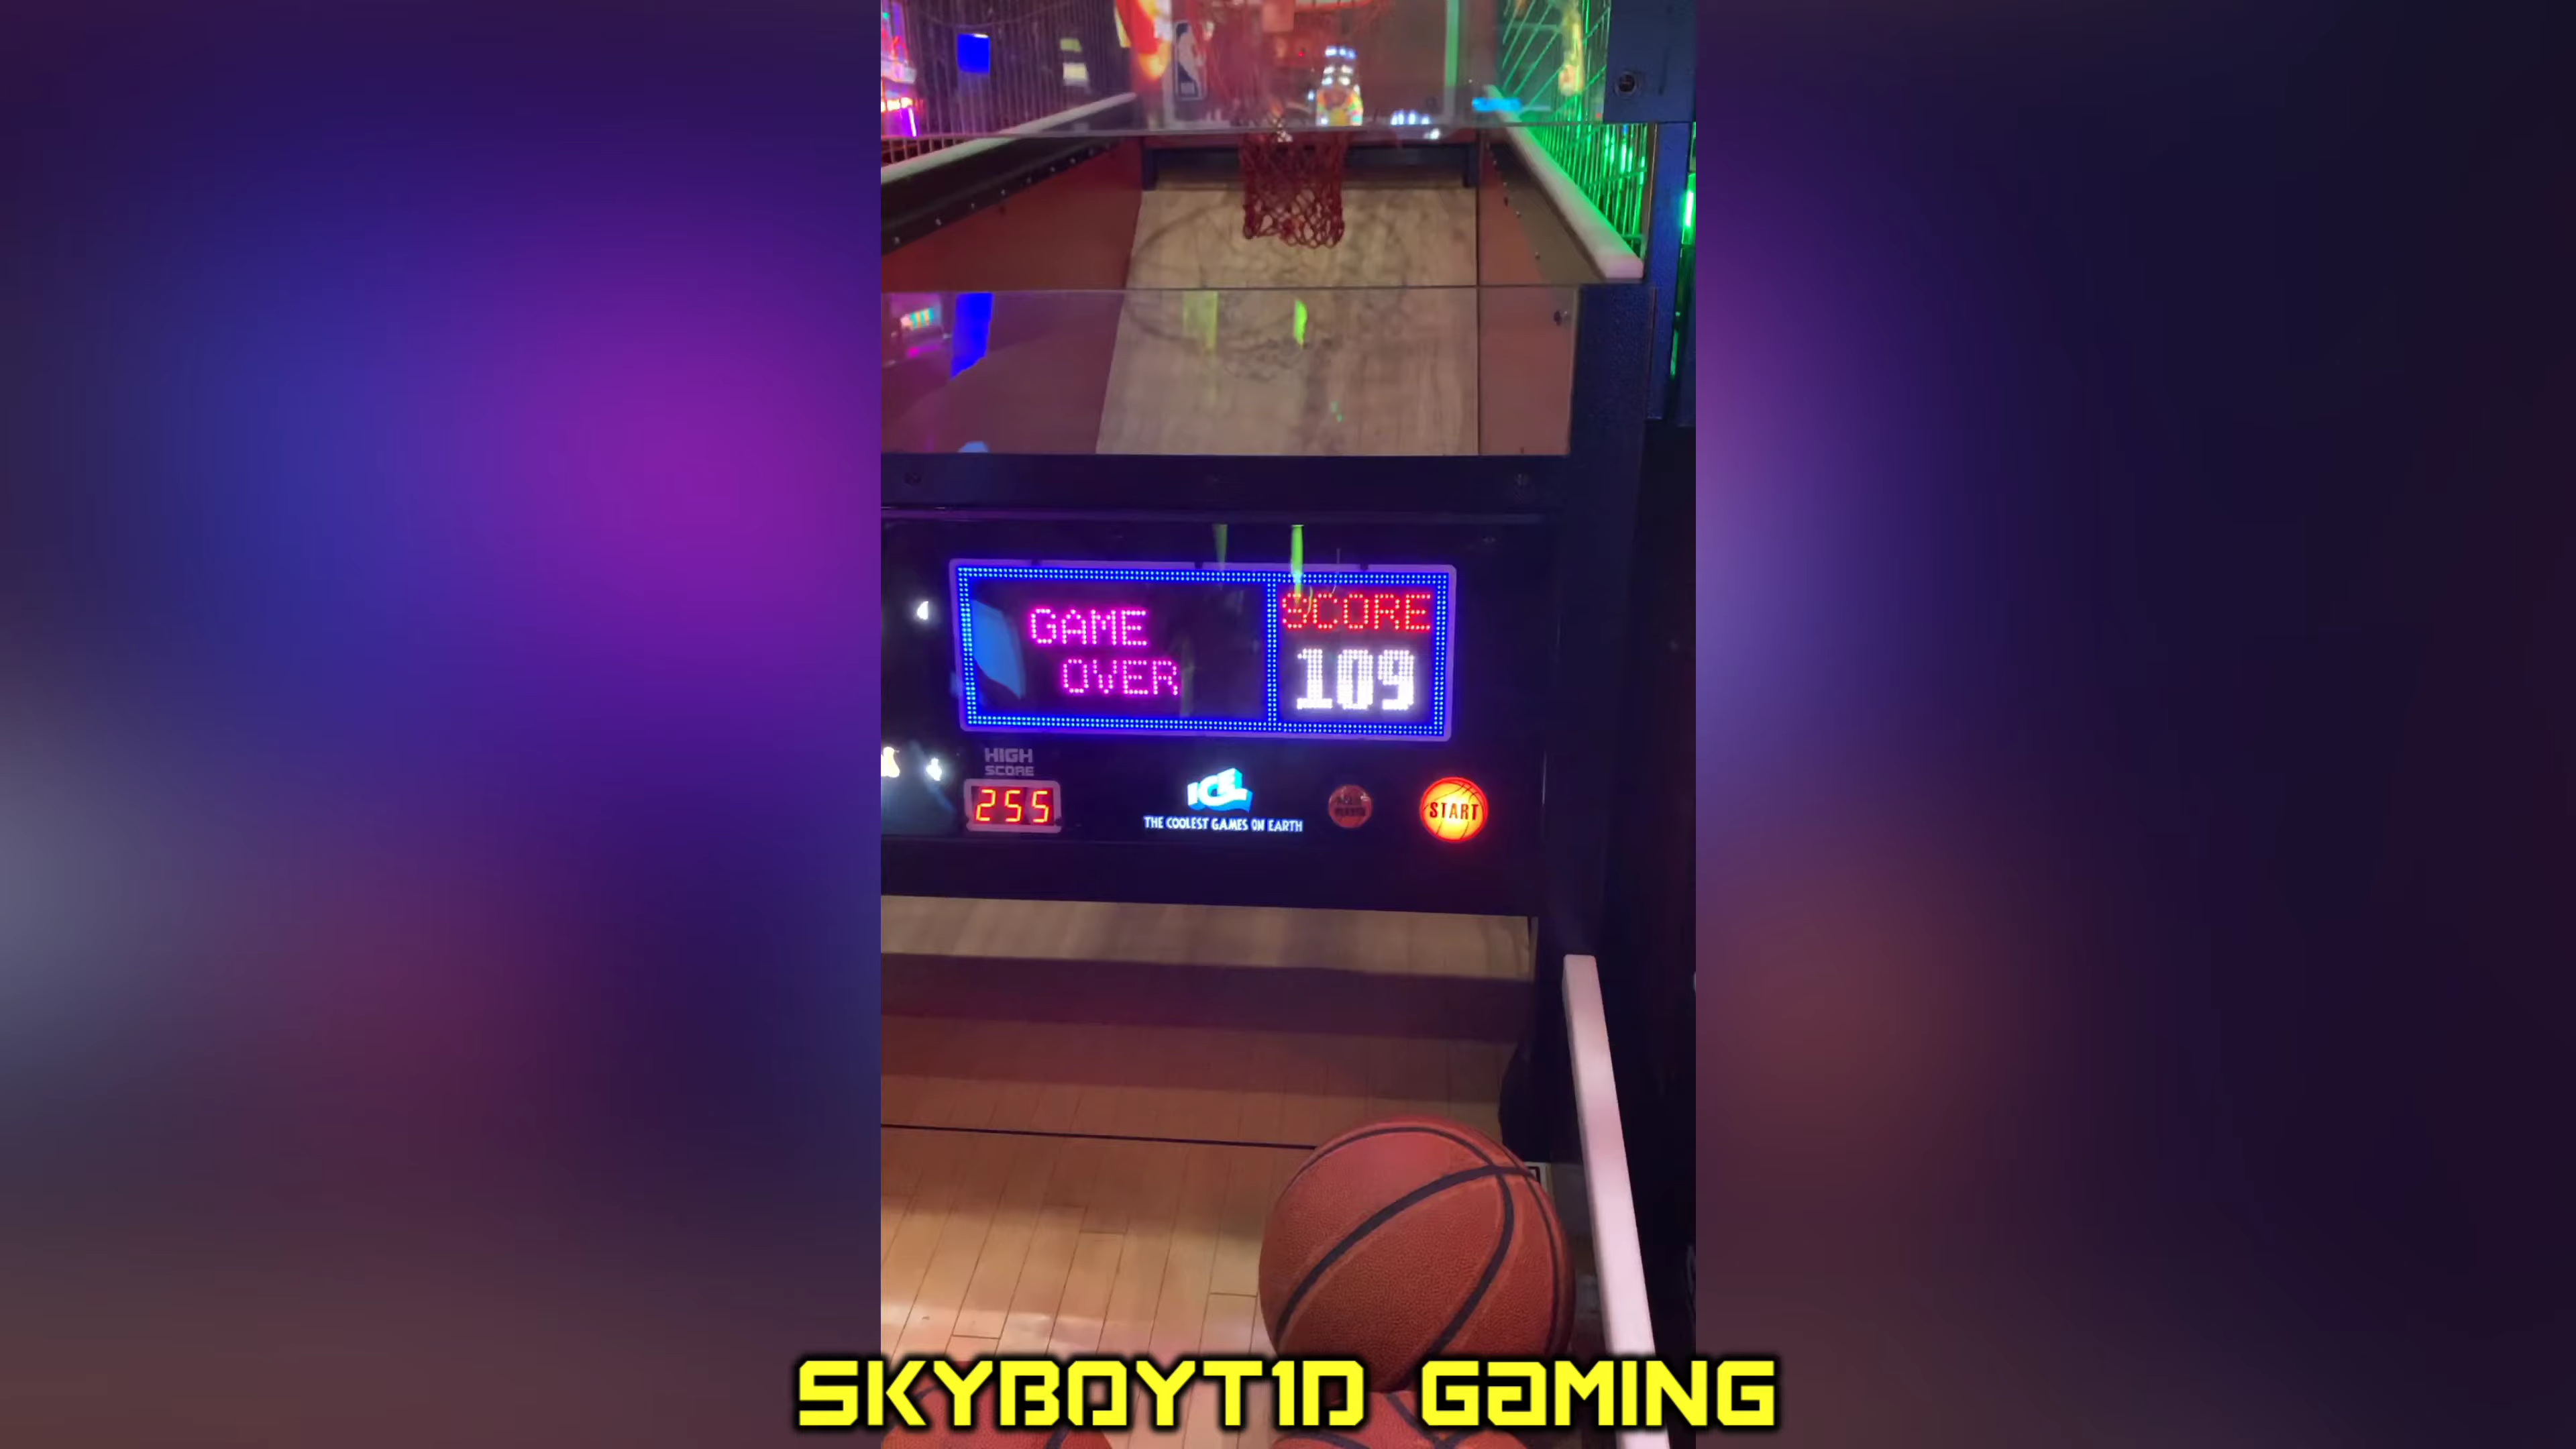 GAME
OVER
SCORE
109
HIGH
SCORE
255
ICE
THE COOLEST GAMES ON EARTH
START
SKYBOYT1D GAMING